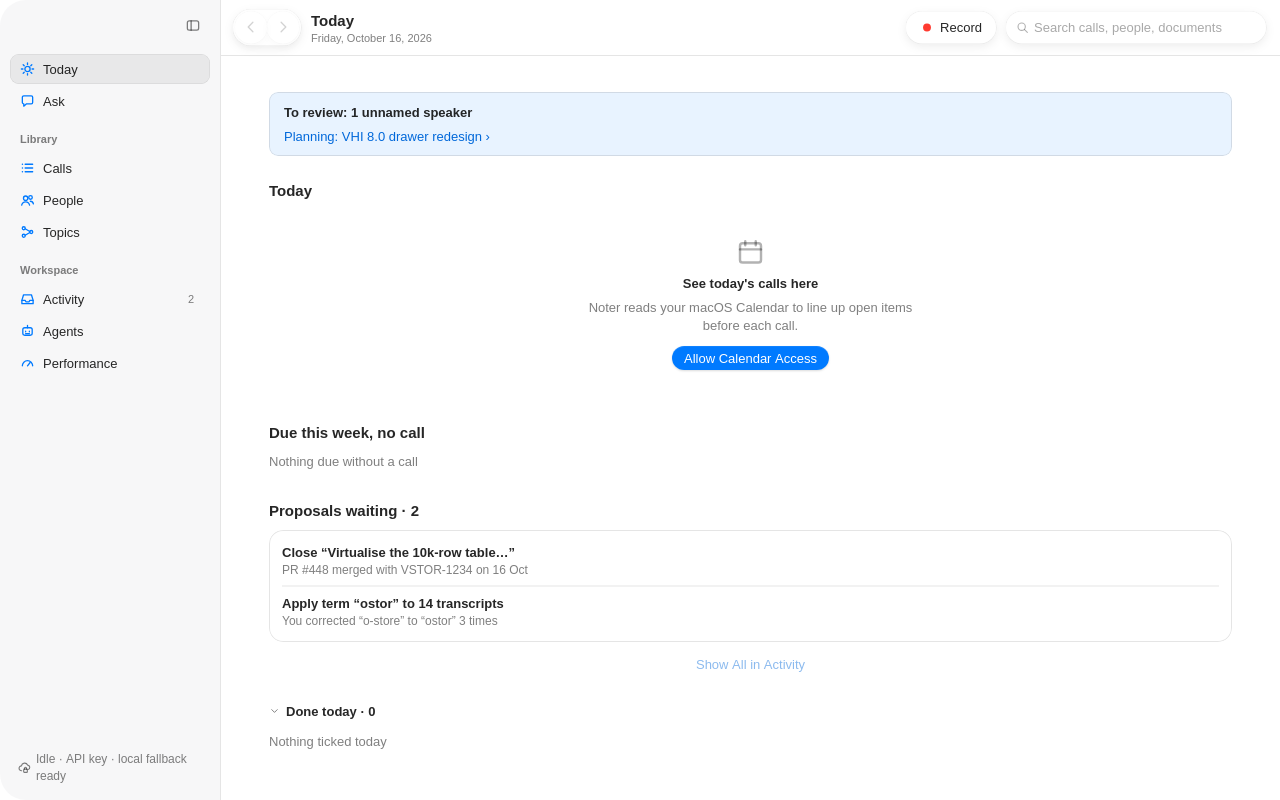 Today
Ask
Library
Calls
People
Topics
Workspace
Activity 2
Agents
Performance
Idle · API key · local fallback
ready
Today
Friday, October 16, 2026
Record
Search calls, people, documents
To review: 1 unnamed speaker
Planning: VHI 8.0 drawer redesign ›
Today
See today's calls here
Noter reads your macOS Calendar to line up open items
before each call.
Allow Calendar Access
Due this week, no call
Nothing due without a call
Proposals waiting · 2
Close “Virtualise the 10k-row table…”
PR #448 merged with VSTOR-1234 on 16 Oct
Apply term “ostor” to 14 transcripts
You corrected “o-store” to “ostor” 3 times
Show All in Activity
Done today · 0
Nothing ticked today